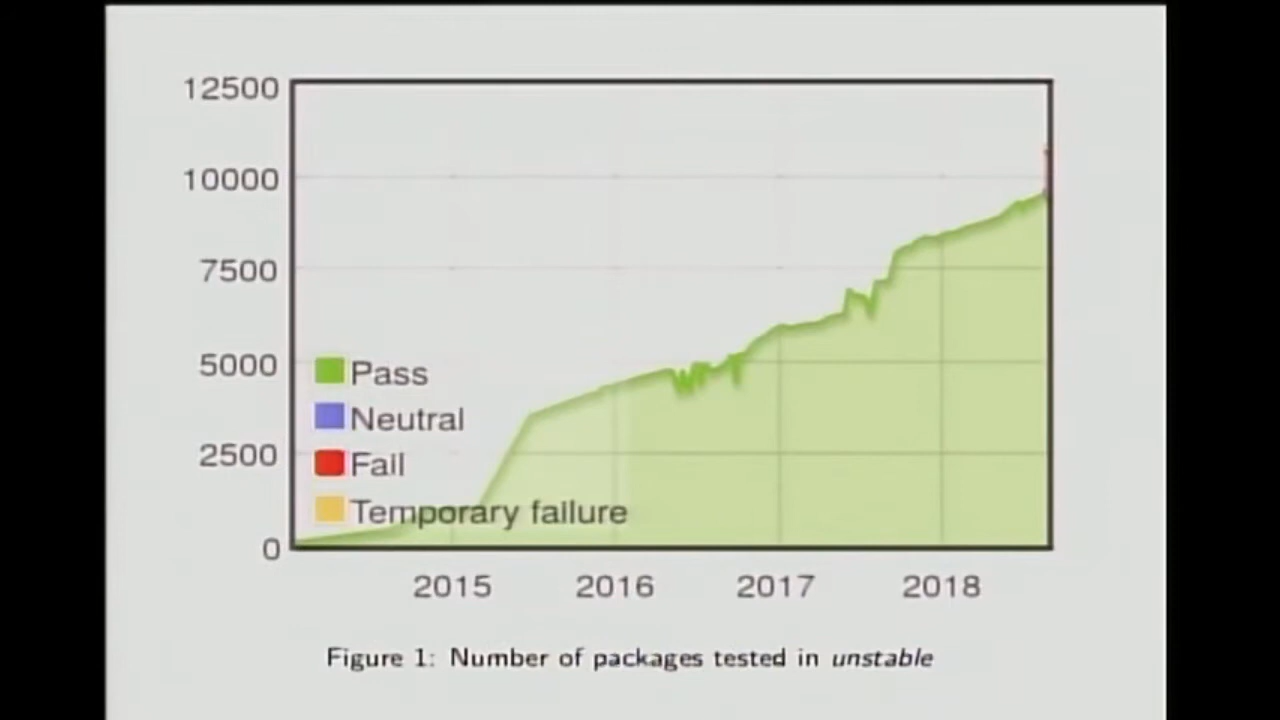 12500
10000
7500
5000
2500
0
Pass
Neutral
Fail
Temporary failure
2015 2016 2017 2018
Figure 1: Number of packages tested in unstable